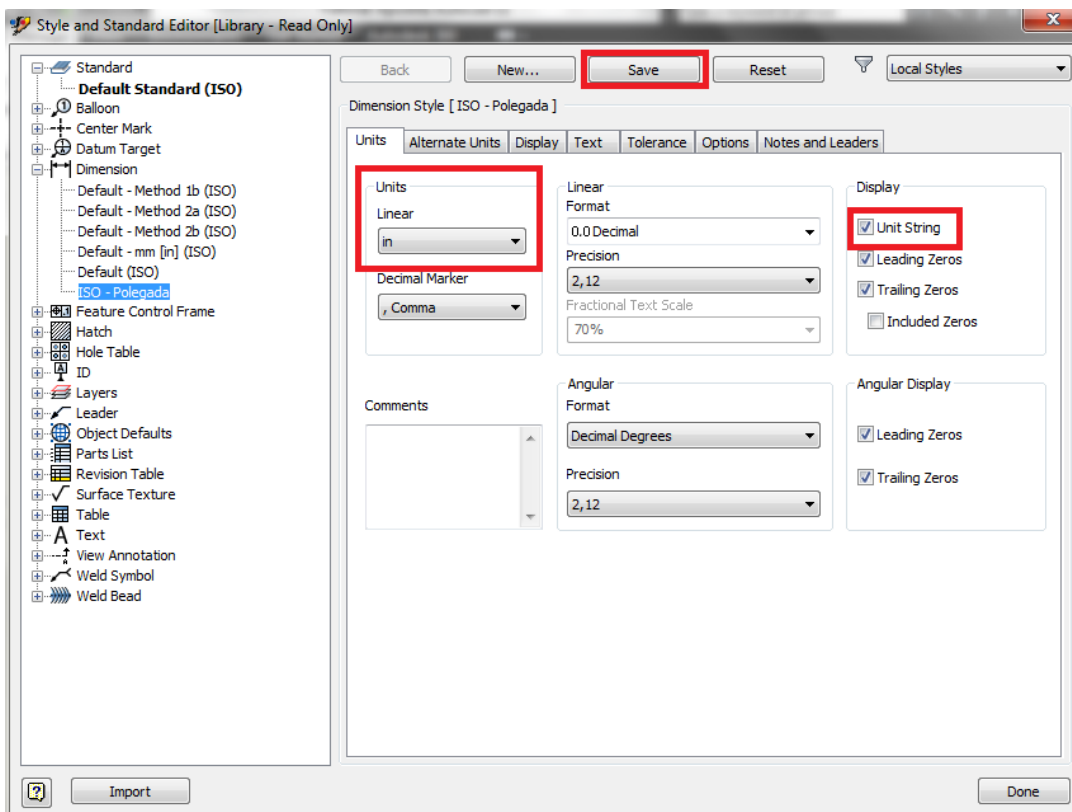 Style and Standard Editor [Library - Read Only]
Standard
Default Standard (ISO)
Balloon
Center Mark
Datum Target
Dimension
Default - Method 1b (ISO)
Default - Method 2a (ISO)
Default - Method 2b (ISO)
Default - mm [in] (ISO)
Default (ISO)
ISO - Polegada
Feature Control Frame
Hatch
Hole Table
ID
Layers
Leader
Object Defaults
Parts List
Revision Table
Surface Texture
Table
Text
View Annotation
Weld Symbol
Weld Bead
Back New... Save Reset Local Styles
Dimension Style [ ISO - Polegada ]
Units Alternate Units Display Text Tolerance Options Notes and Leaders
Units
Linear
in
Decimal Marker
, Comma
Linear
Format
0.0 Decimal
Precision
2,12
Fractional Text Scale
70%
Display
Unit String
Leading Zeros
Trailing Zeros
Included Zeros
Comments
Angular
Format
Decimal Degrees
Precision
2,12
Angular Display
Leading Zeros
Trailing Zeros
Import Done